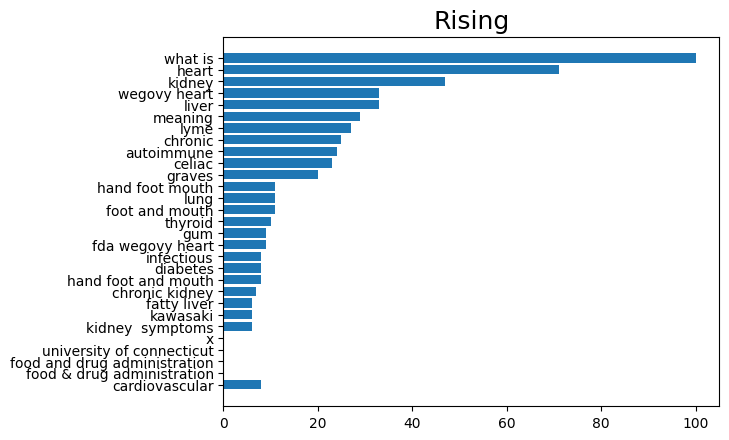 Rising
what is
heart
kidney
wegovy heart
liver
meaning
lyme
chronic
autoimmune
celiac
graves
hand foot mouth
lung
foot and mouth
thyroid
gum
fda wegovy heart
infectious
diabetes
hand foot and mouth
chronic kidney
fatty liver
kawasaki
kidney  symptoms
x
university of connecticut
food and drug administration
food & drug administration
cardiovascular
0 20 40 60 80 100